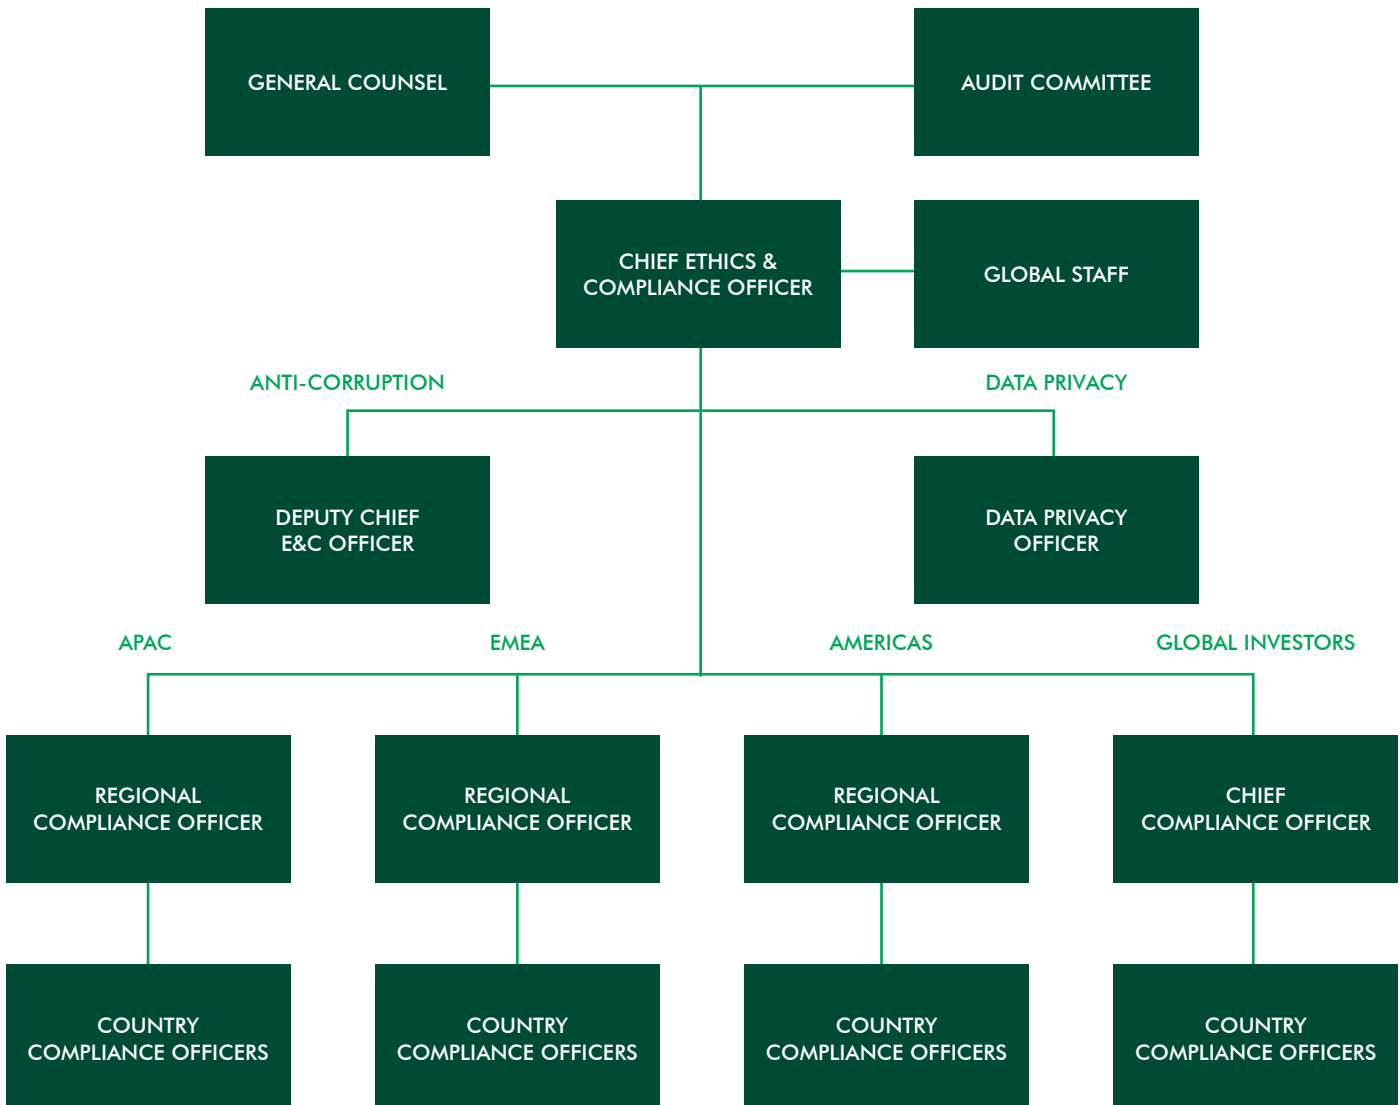 GENERAL COUNSEL
AUDIT COMMITTEE
CHIEF ETHICS &
COMPLIANCE OFFICER
GLOBAL STAFF
ANTI-CORRUPTION
DATA PRIVACY
DEPUTY CHIEF
E&C OFFICER
DATA PRIVACY
OFFICER
APAC
EMEA
AMERICAS
GLOBAL INVESTORS
REGIONAL
COMPLIANCE OFFICER
REGIONAL
COMPLIANCE OFFICER
REGIONAL
COMPLIANCE OFFICER
CHIEF
COMPLIANCE OFFICER
COUNTRY
COMPLIANCE OFFICERS
COUNTRY
COMPLIANCE OFFICERS
COUNTRY
COMPLIANCE OFFICERS
COUNTRY
COMPLIANCE OFFICERS